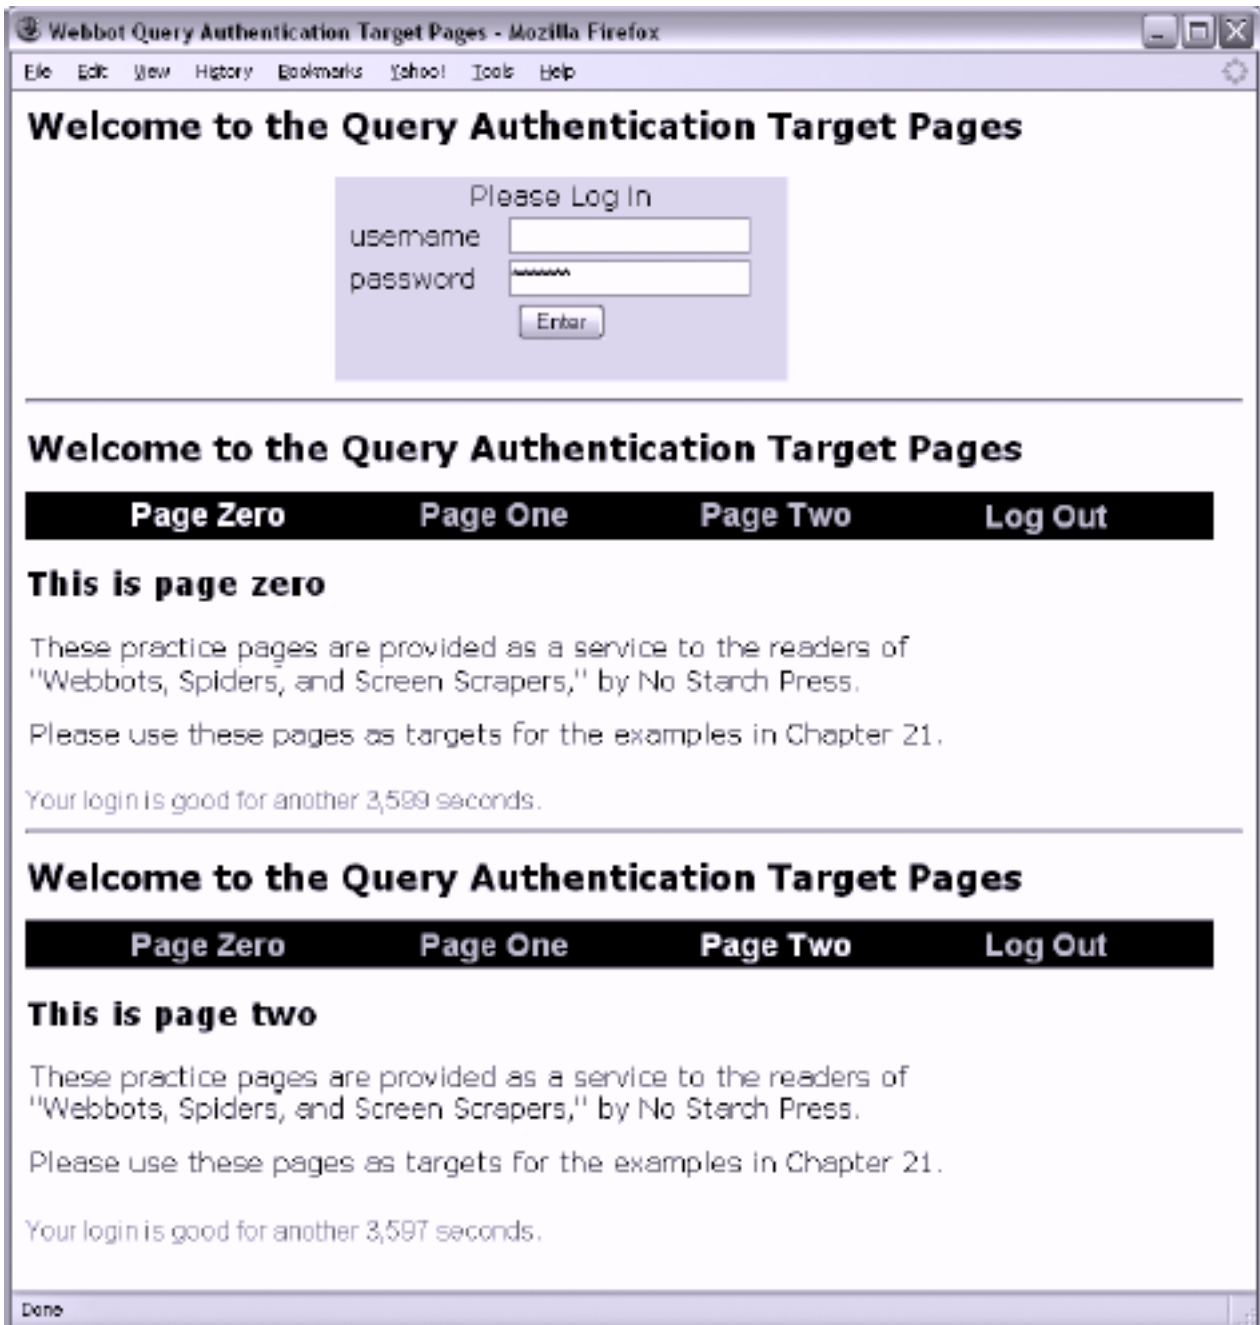 Webbot Query Authentication Target Pages - Mozilla Firefox
File Edit View History Bookmarks Yahoo! Tools Help
Welcome to the Query Authentication Target Pages
Please Log In
username
password
Enter
Welcome to the Query Authentication Target Pages
Page Zero Page One Page Two Log Out
This is page zero
These practice pages are provided as a service to the readers of
"Webbots, Spiders, and Screen Scrapers," by No Starch Press.
Please use these pages as targets for the examples in Chapter 21.
Your login is good for another 3,599 seconds.
Welcome to the Query Authentication Target Pages
Page Zero Page One Page Two Log Out
This is page two
These practice pages are provided as a service to the readers of
"Webbots, Spiders, and Screen Scrapers," by No Starch Press.
Please use these pages as targets for the examples in Chapter 21.
Your login is good for another 3,597 seconds.
Done